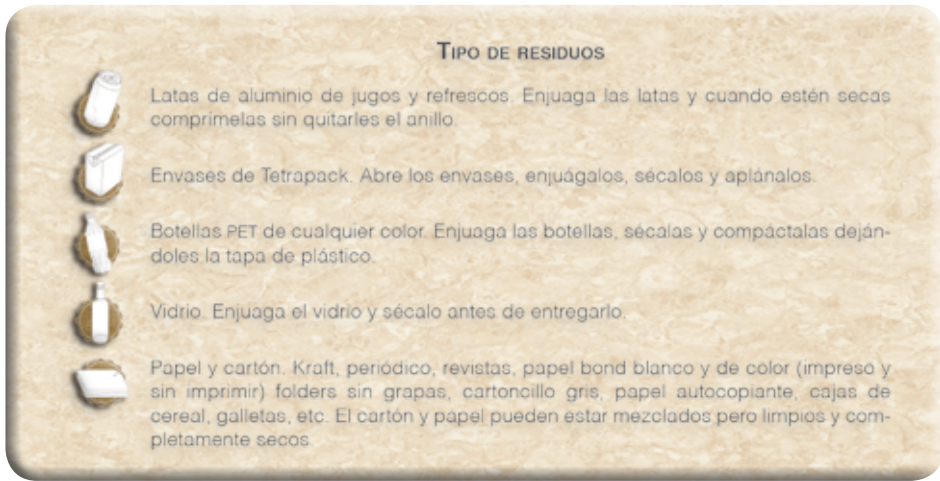 TIPO DE RESIDUOS
Latas de aluminio de jugos y refrescos. Enjuaga las latas y cuando estén secas
comprímelas sin quitarles el anillo.
Envases de Tetrapack. Abre los envases, enjuágalos, sécalos y aplánalos.
Botellas PET de cualquier color. Enjuaga las botellas, sécalas y compáctalas deján-
doles la tapa de plástico.
Vidrio. Enjuaga el vidrio y sécalo antes de entregarlo.
Papel y cartón. Kraft, periódico, revistas, papel bond blanco y de color (impreso y
sin imprimir) folders sin grapas, cartoncillo gris, papel autocopiante, cajas de
cereal, galletas, etc. El cartón y papel pueden estar mezclados pero limpios y com-
pletamente secos